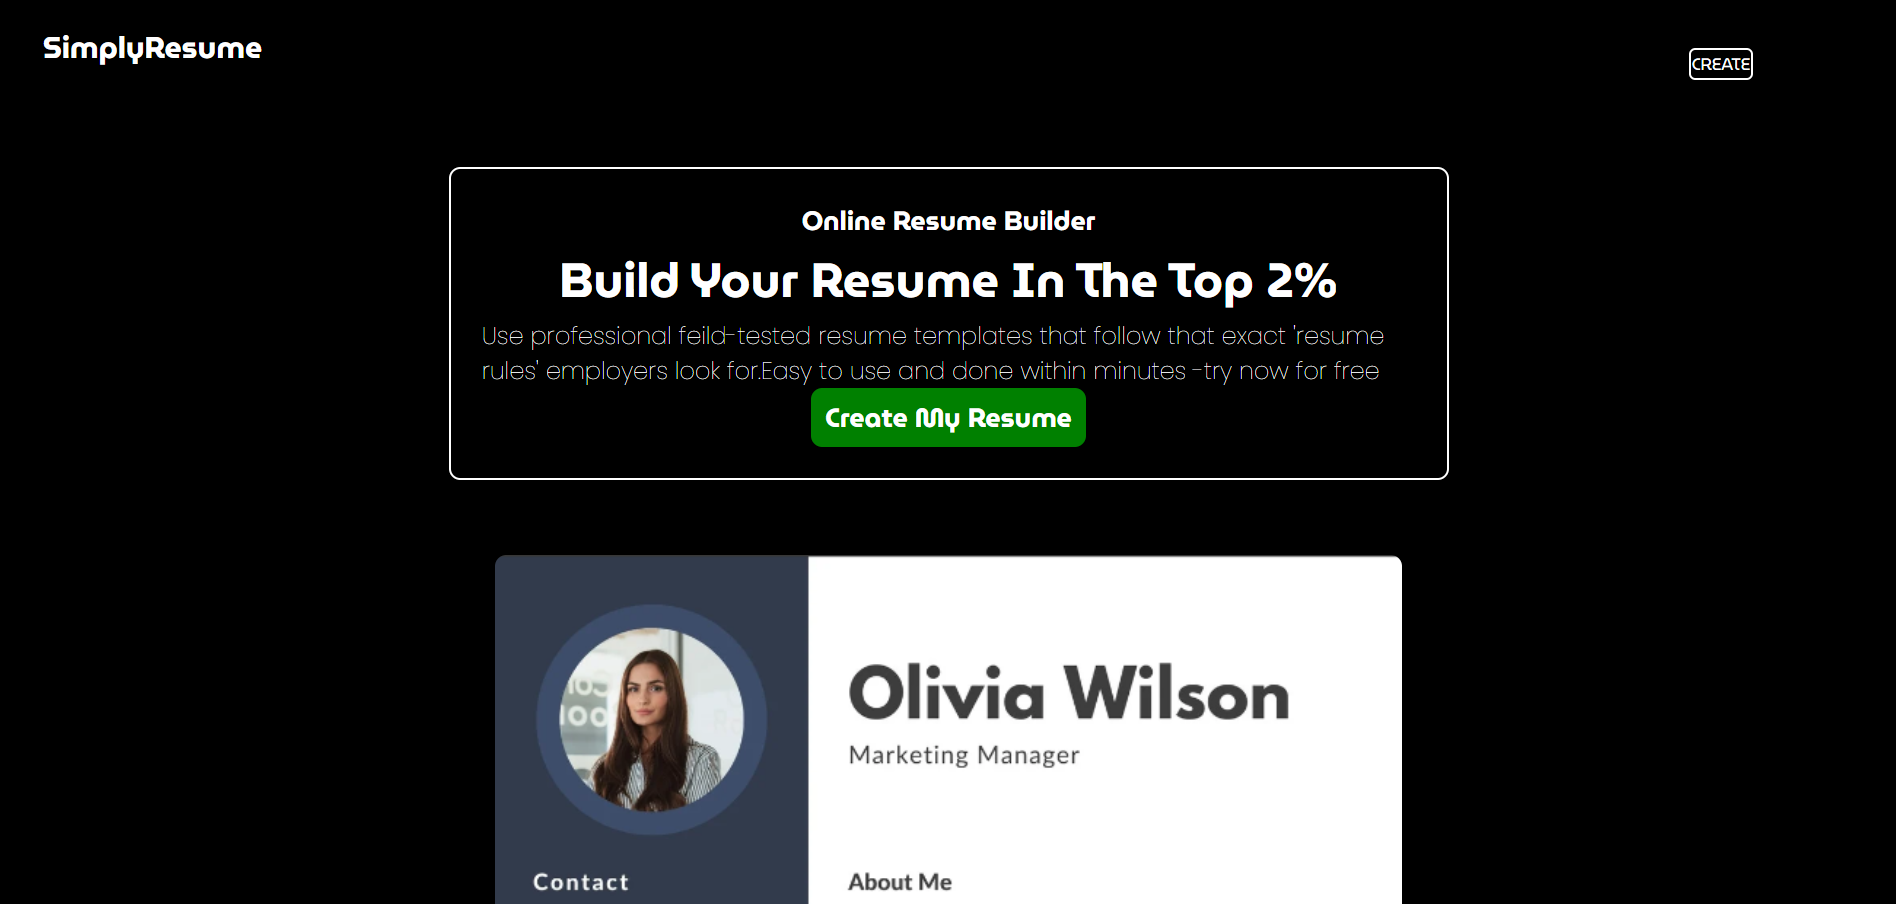 SimplyResume
CREATE
Online Resume Builder
Build Your Resume In The Top 2%
Use professional feild-tested resume templates that follow that exact 'resume
rules' employers look for.Easy to use and done within minutes -try now for free
Create My Resume
Olivia Wilson
Marketing Manager
Contact
About Me